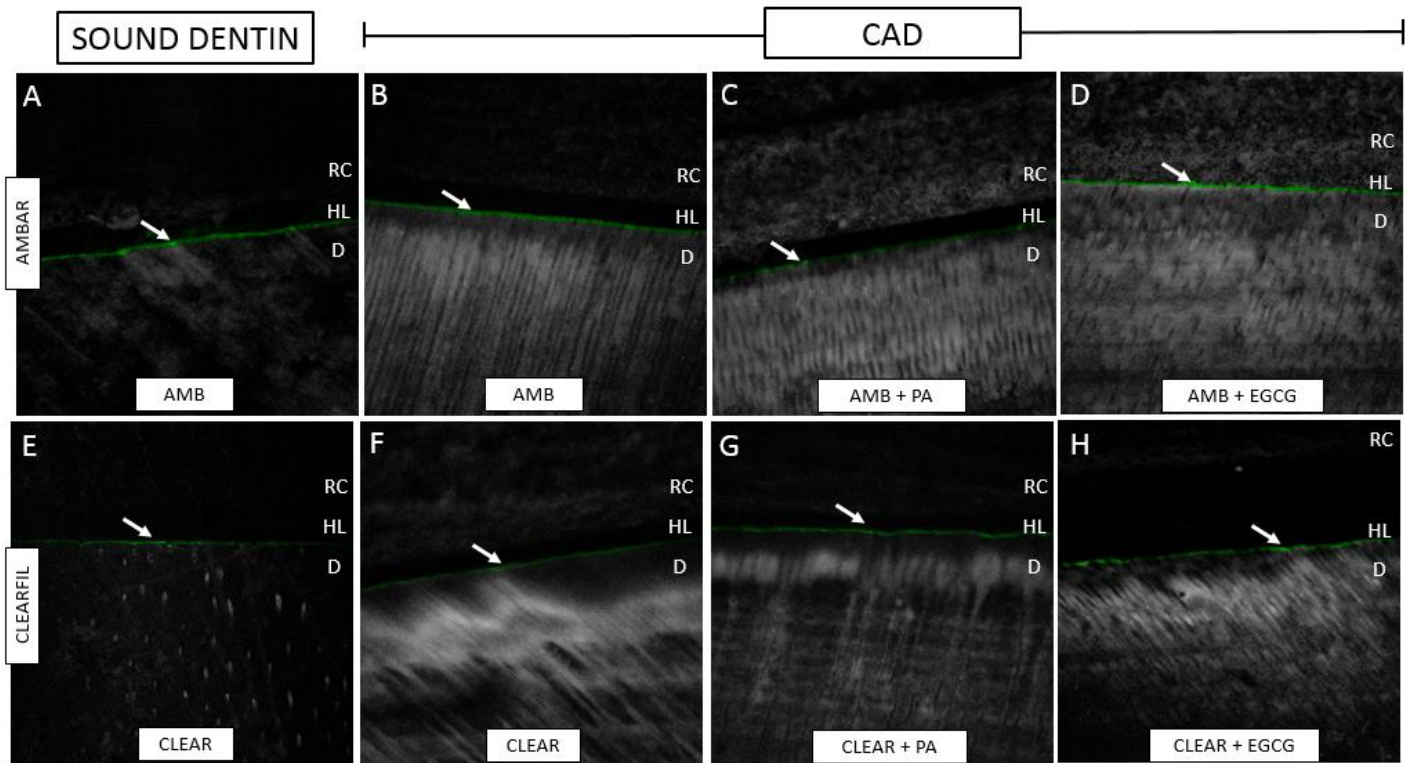 SOUND DENTIN
CAD
AMBAR
A
RC
HL
D
AMB
B
RC
HL
D
AMB
C
RC
HL
D
AMB + PA
D
RC
HL
D
AMB + EGCG
CLEARFIL
E
RC
HL
D
CLEAR
F
RC
HL
D
CLEAR
G
RC
HL
D
CLEAR + PA
H
RC
HL
D
CLEAR + EGCG